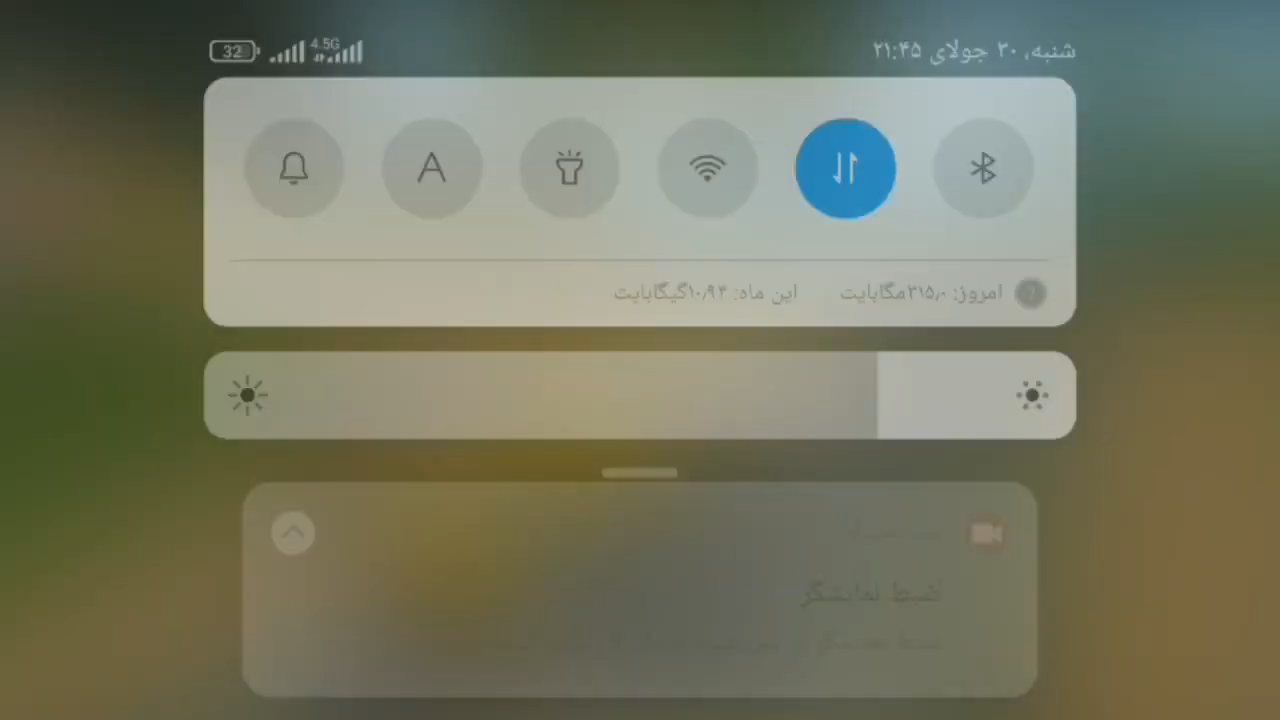 شنبه, ۳۰ جولای ۲۱:۴۵
4.5G
32
A
امروز: ۳۱۵٫۰مگابایت این ماه: ۱۰٫۹۴گیگابایت
ضبط نمایشگر